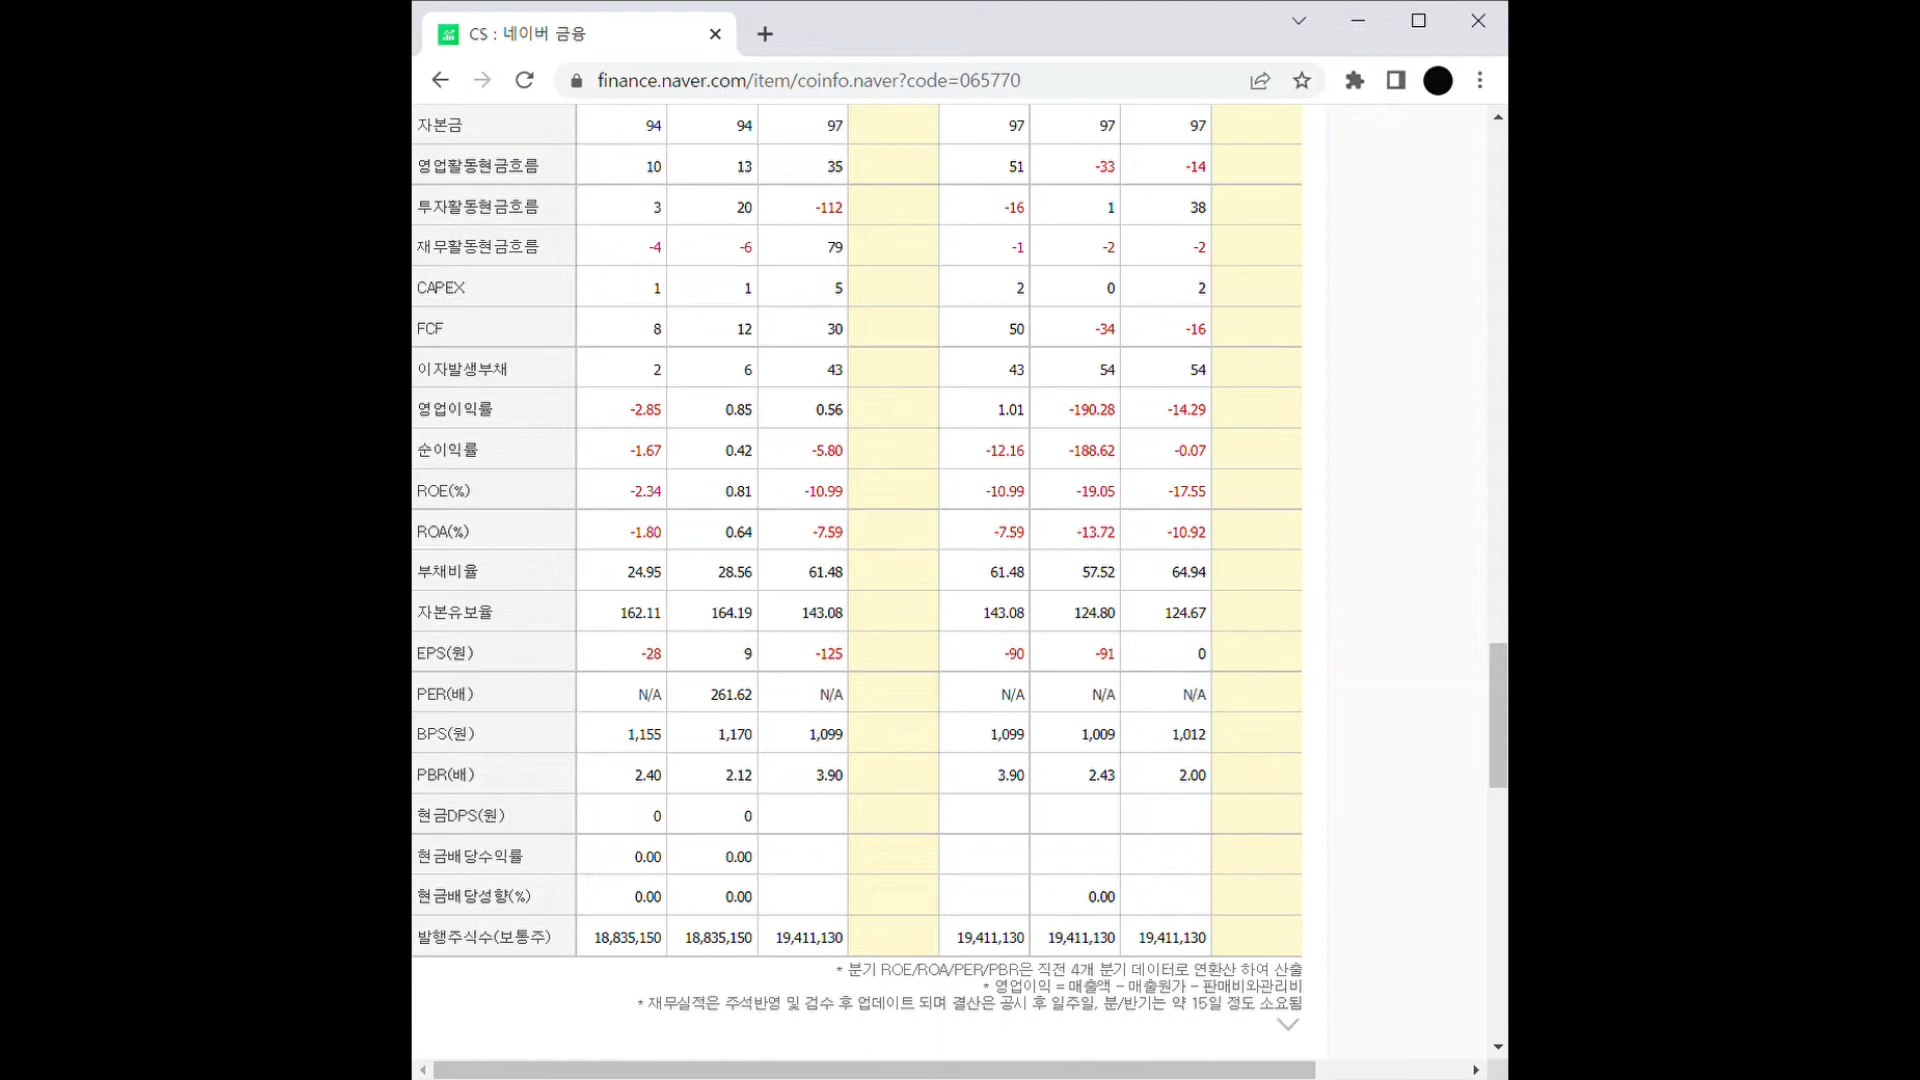 CS : 네이버 금융
finance.naver.com/item/coinfo.naver?code=065770
자본금 94 94 97 97 97 97
영업활동현금흐름 10 13 35 51 -33 -14
투자활동현금흐름 3 20 -112 -16 1 38
재무활동현금흐름 -4 -6 79 -1 -2 -2
CAPEX 1 1 5 2 0 2
FCF 8 12 30 50 -34 -16
이자발생부채 2 6 43 43 54 54
영업이익률 -2.85 0.85 0.56 1.01 -190.28 -14.29
순이익률 -1.67 0.42 -5.80 -12.16 -188.62 -0.07
ROE(%) -2.34 0.81 -10.99 -10.99 -19.05 -17.55
ROA(%) -1.80 0.64 -7.59 -7.59 -13.72 -10.92
부채비율 24.95 28.56 61.48 61.48 57.52 64.94
자본유보율 162.11 164.19 143.08 143.08 124.80 124.67
EPS(원) -28 9 -125 -90 -91 0
PER(배) N/A 261.62 N/A N/A N/A N/A
BPS(원) 1,155 1,170 1,099 1,099 1,009 1,012
PBR(배) 2.40 2.12 3.90 3.90 2.43 2.00
현금DPS(원) 0 0
현금배당수익률 0.00 0.00
현금배당성향(%) 0.00 0.00 0.00
발행주식수(보통주) 18,835,150 18,835,150 19,411,130 19,411,130 19,411,130 19,411,130
* 분기 ROE/ROA/PER/PBR은 직전 4개 분기 데이터로 연환산 하여 산출
* 영업이익 = 매출액 - 매출원가 - 판매비와관리비
* 재무실적은 주석반영 및 검수 후 업데이트 되며 결산은 공시 후 일주일, 분/반기는 약 15일 정도 소요됨